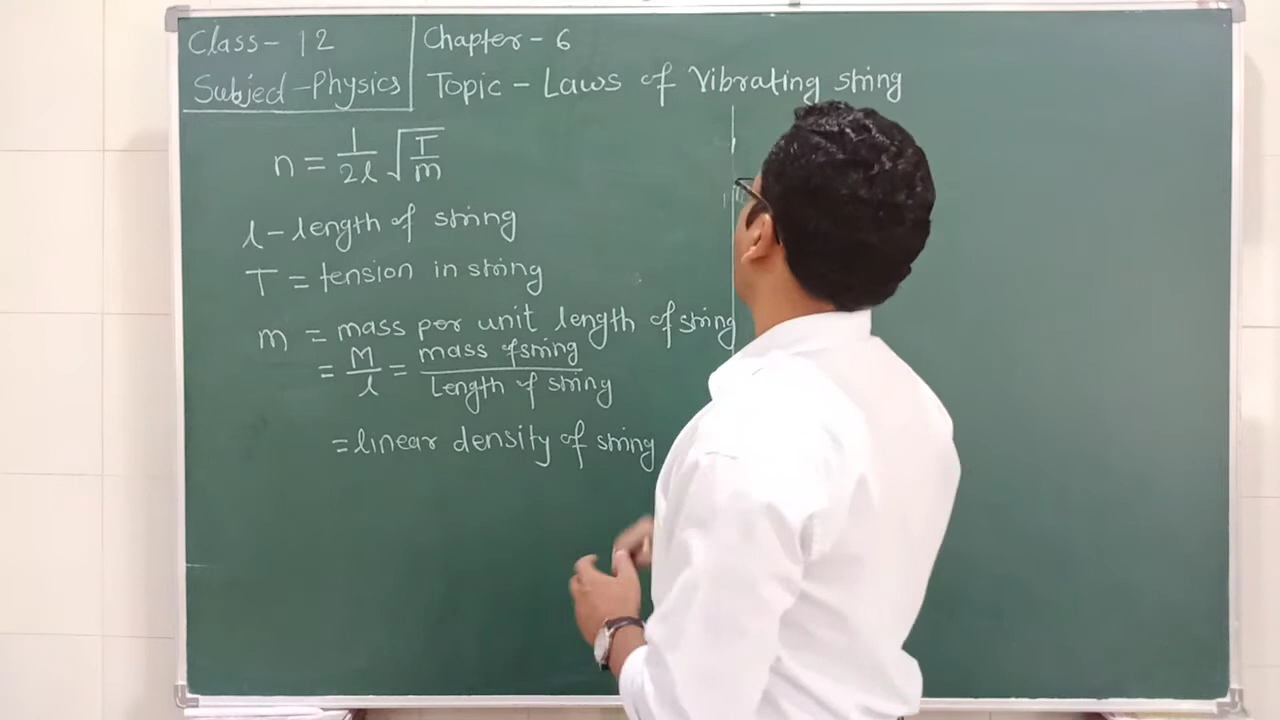 Class - 12
Subject - Physics
Chapter - 6
Topic - Laws of Vibrating string
n = 1/2l √T/m
l - length of string
T = tension in string
m = mass per unit length of string
= M/l = mass of string / Length of string
= linear density of string